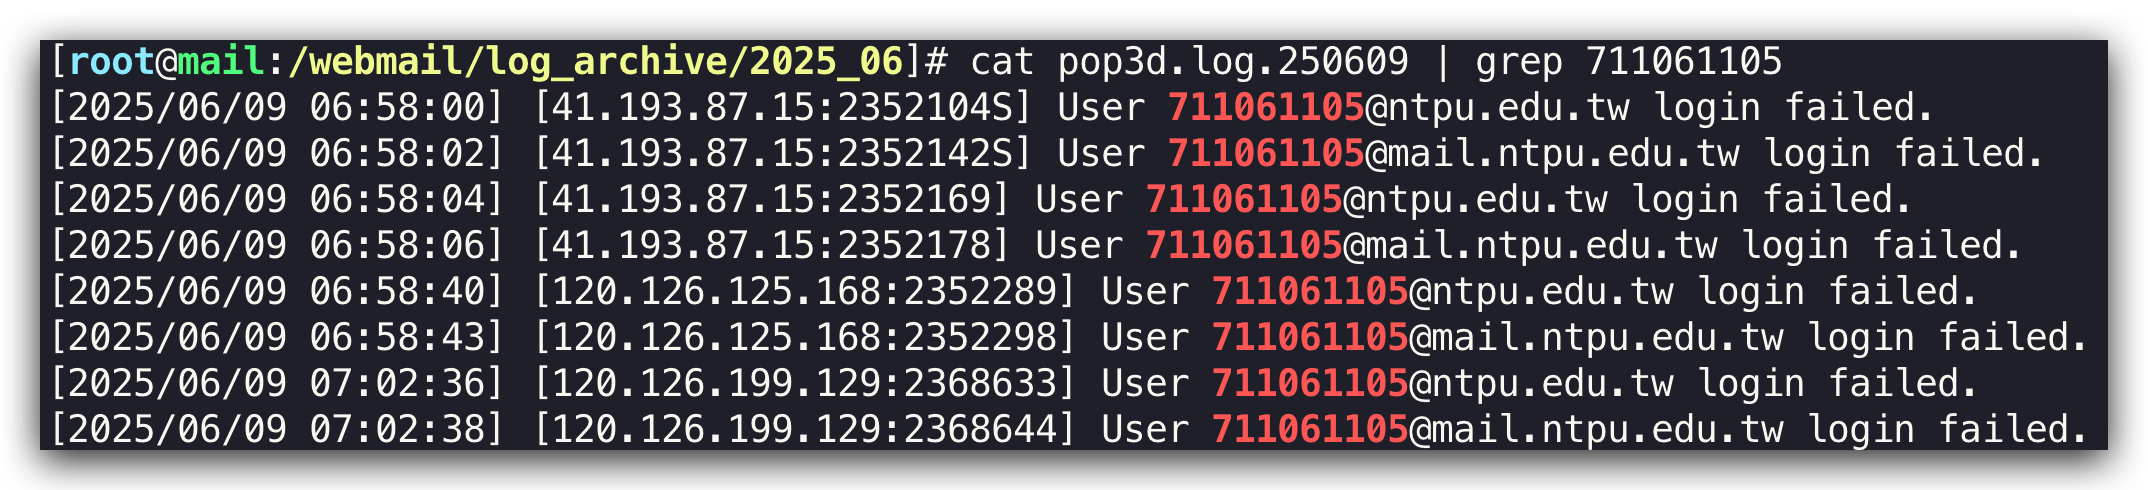 [root@mail:/webmail/log_archive/2025_06]# cat pop3d.log.250609 | grep 711061105
[2025/06/09 06:58:00] [41.193.87.15:2352104S] User 711061105@ntpu.edu.tw login failed.
[2025/06/09 06:58:02] [41.193.87.15:2352142S] User 711061105@mail.ntpu.edu.tw login failed.
[2025/06/09 06:58:04] [41.193.87.15:2352169] User 711061105@ntpu.edu.tw login failed.
[2025/06/09 06:58:06] [41.193.87.15:2352178] User 711061105@mail.ntpu.edu.tw login failed.
[2025/06/09 06:58:40] [120.126.125.168:2352289] User 711061105@ntpu.edu.tw login failed.
[2025/06/09 06:58:43] [120.126.125.168:2352298] User 711061105@mail.ntpu.edu.tw login failed.
[2025/06/09 07:02:36] [120.126.199.129:2368633] User 711061105@ntpu.edu.tw login failed.
[2025/06/09 07:02:38] [120.126.199.129:2368644] User 711061105@mail.ntpu.edu.tw login failed.